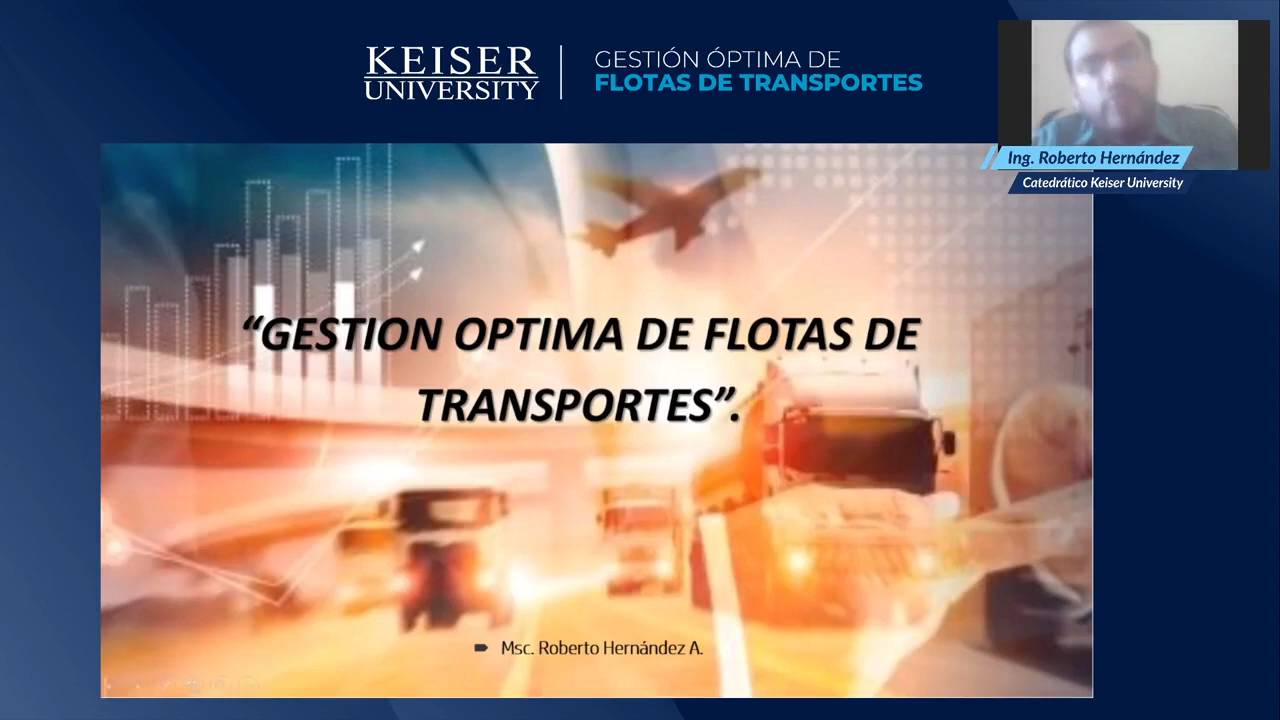 KEISER
UNIVERSITY
GESTIÓN ÓPTIMA DE
FLOTAS DE TRANSPORTES
Ing. Roberto Hernández
Catedrático Keiser University
“GESTION OPTIMA DE FLOTAS DE
TRANSPORTES”.
Msc. Roberto Hernández A.